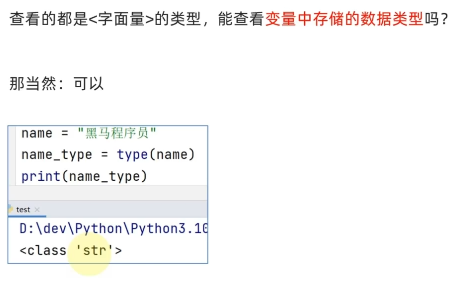 查看的都是<字面量>的类型，能查看变量中存储的数据类型吗？
那当然：可以
name = "黑马程序员"
name_type = type(name)
print(name_type)
test ×
D:\dev\Python\Python3.10
<class 'str'>